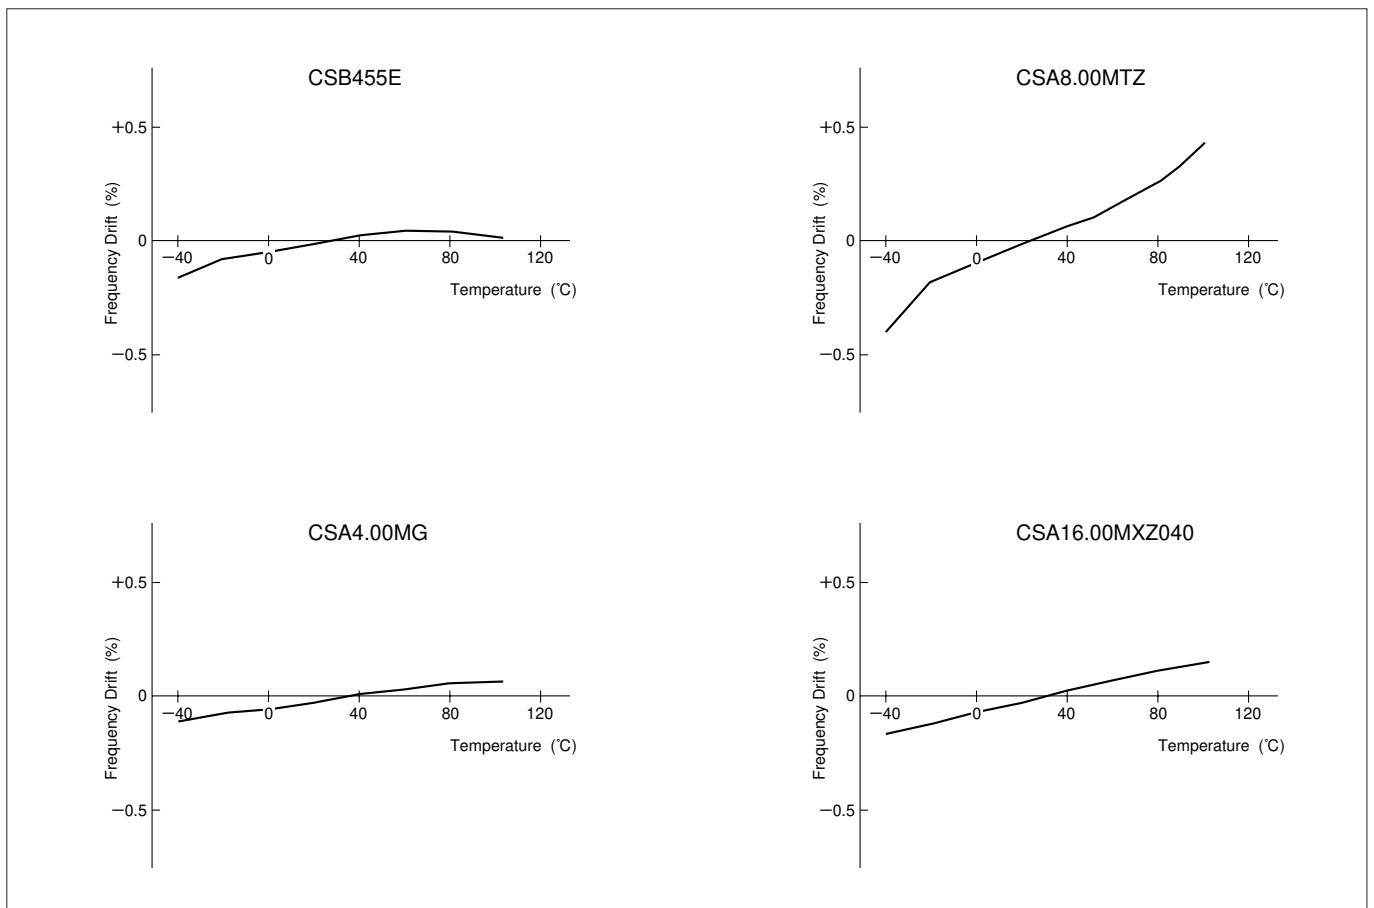 CSB455E
+0.5
Frequency Drift (%)
0
−40
0
40
80
120
Temperature (℃)
−0.5
CSA8.00MTZ
+0.5
Frequency Drift (%)
0
−40
0
40
80
120
Temperature (℃)
−0.5
CSA4.00MG
+0.5
Frequency Drift (%)
0
−40
0
40
80
120
Temperature (℃)
−0.5
CSA16.00MXZ040
+0.5
Frequency Drift (%)
0
−40
0
40
80
120
Temperature (℃)
−0.5